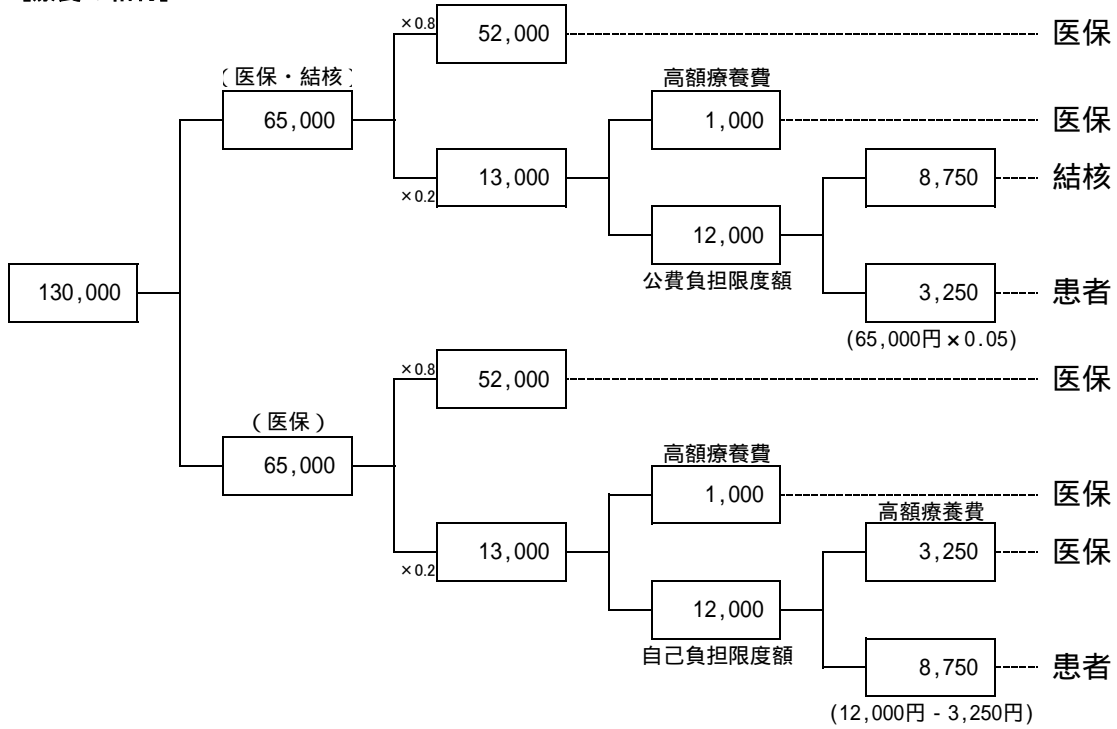 ×0.8 52,000 医保
(医保・結核) 高額療養費
65,000 1,000 医保
×0.2 13,000 8,750 結核
12,000
公費負担限度額
130,000 3,250 患者
(65,000円×0.05)
×0.8 52,000 医保
(医保) 高額療養費
65,000 1,000 医保
高額療養費
×0.2 13,000 3,250 医保
12,000
自己負担限度額
8,750 患者
(12,000円 - 3,250円)